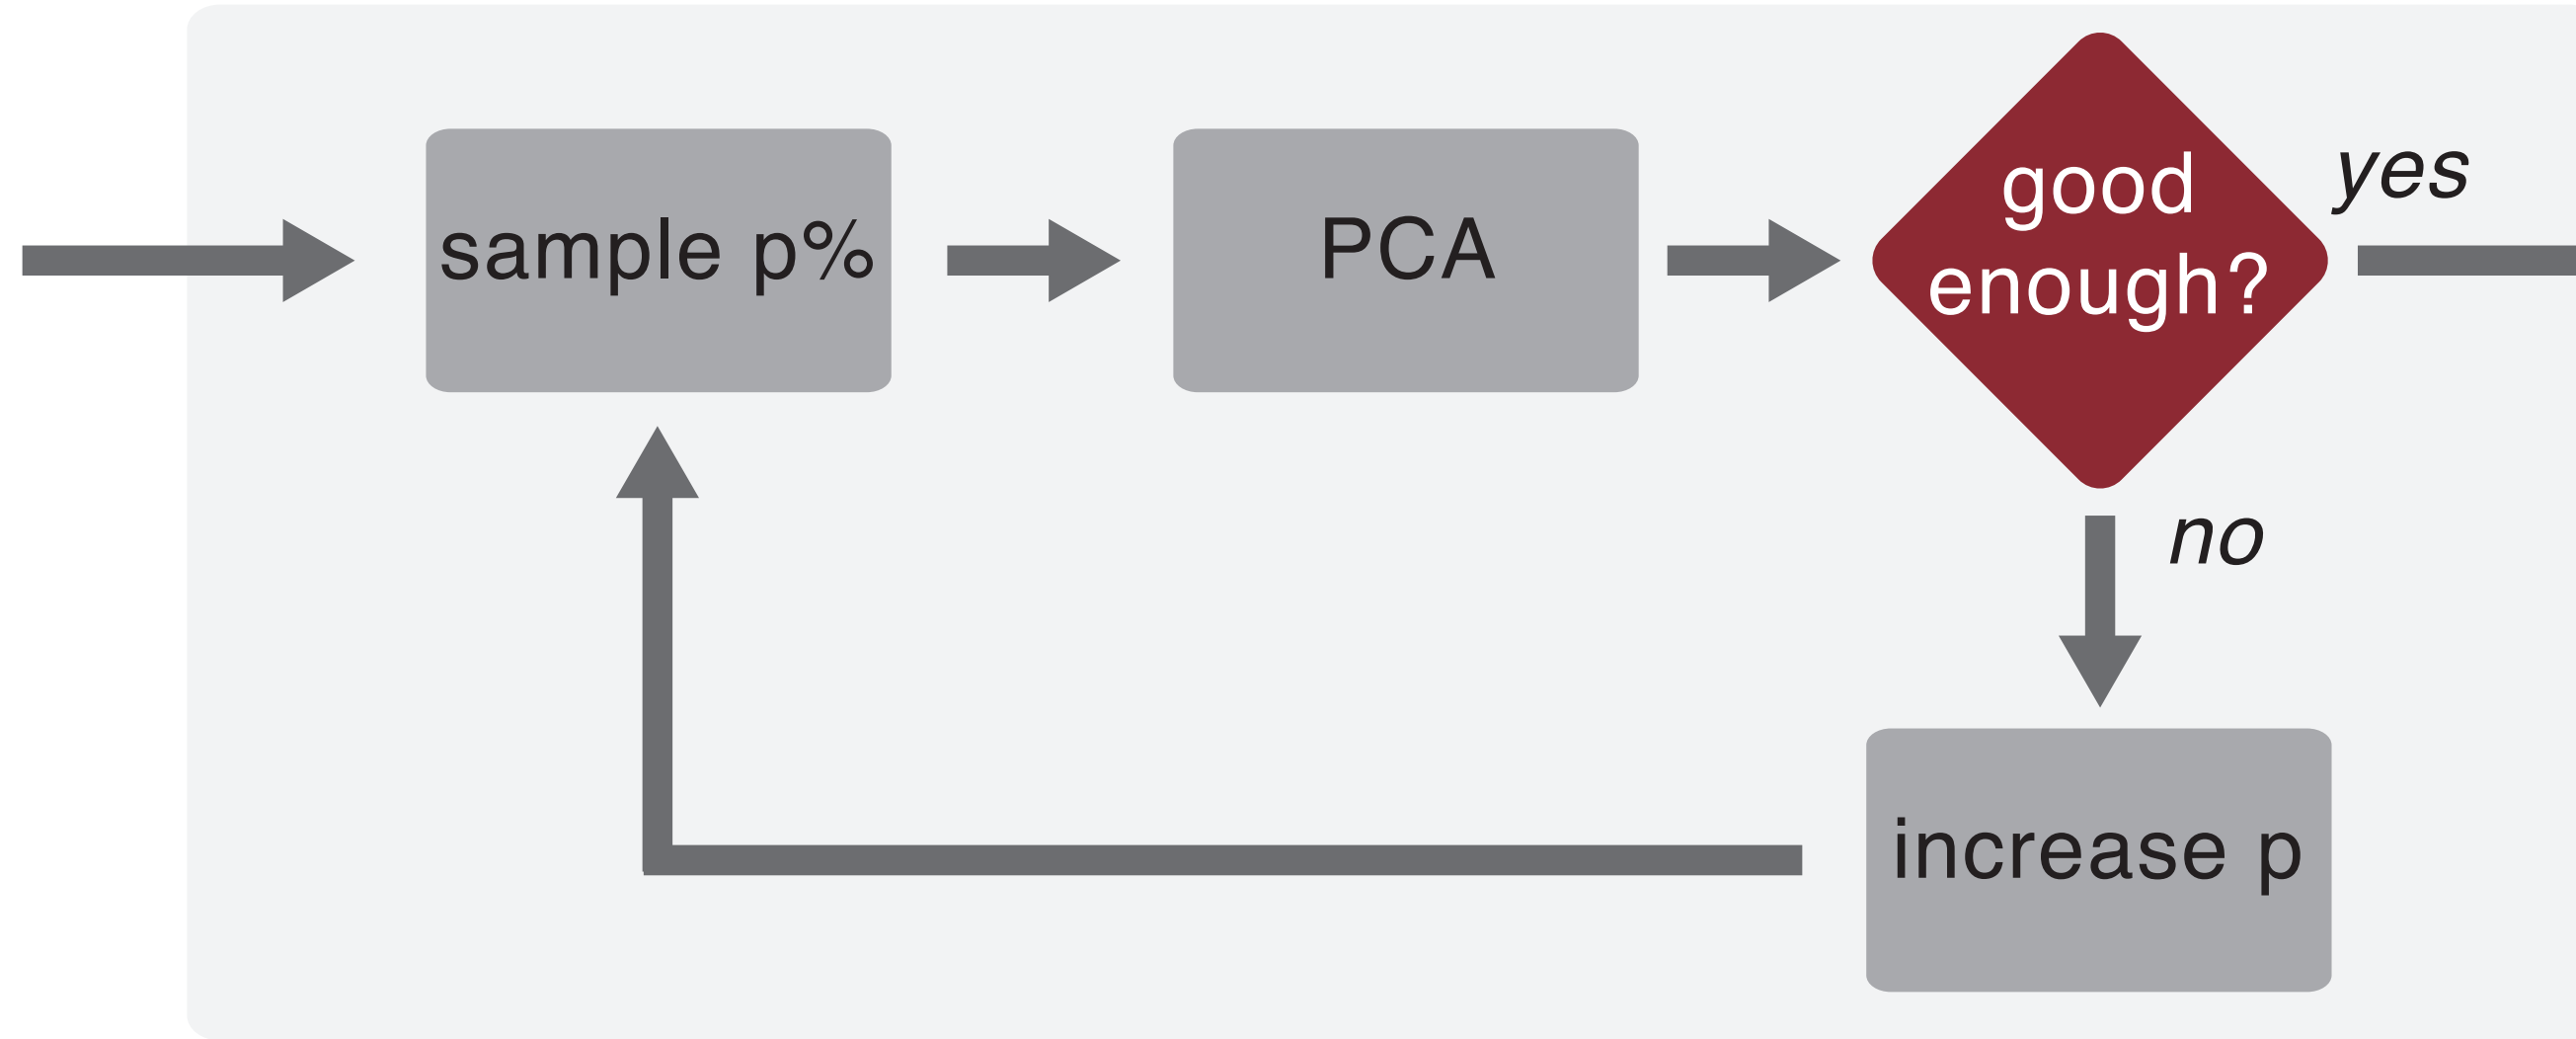 sample p%
PCA
good
enough?
yes
no
increase p